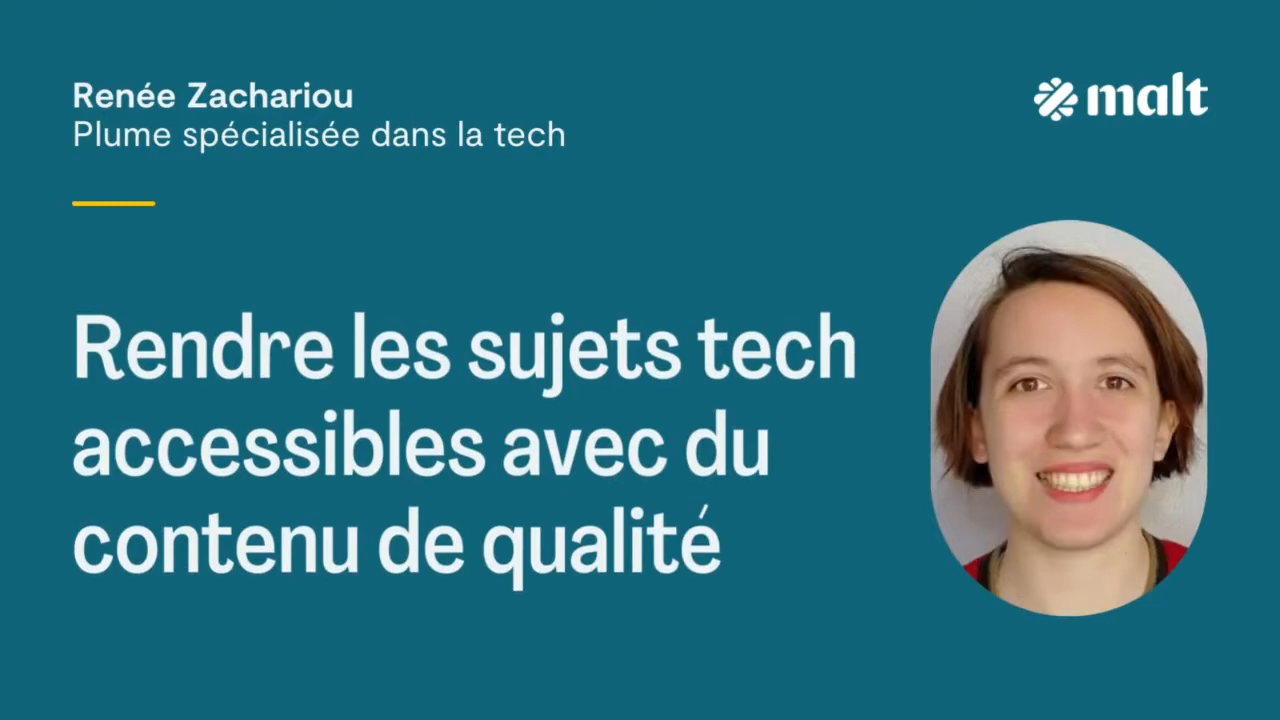 Renée Zachariou
Plume spécialisée dans la tech
malt
Rendre les sujets tech
accessibles avec du
contenu de qualité